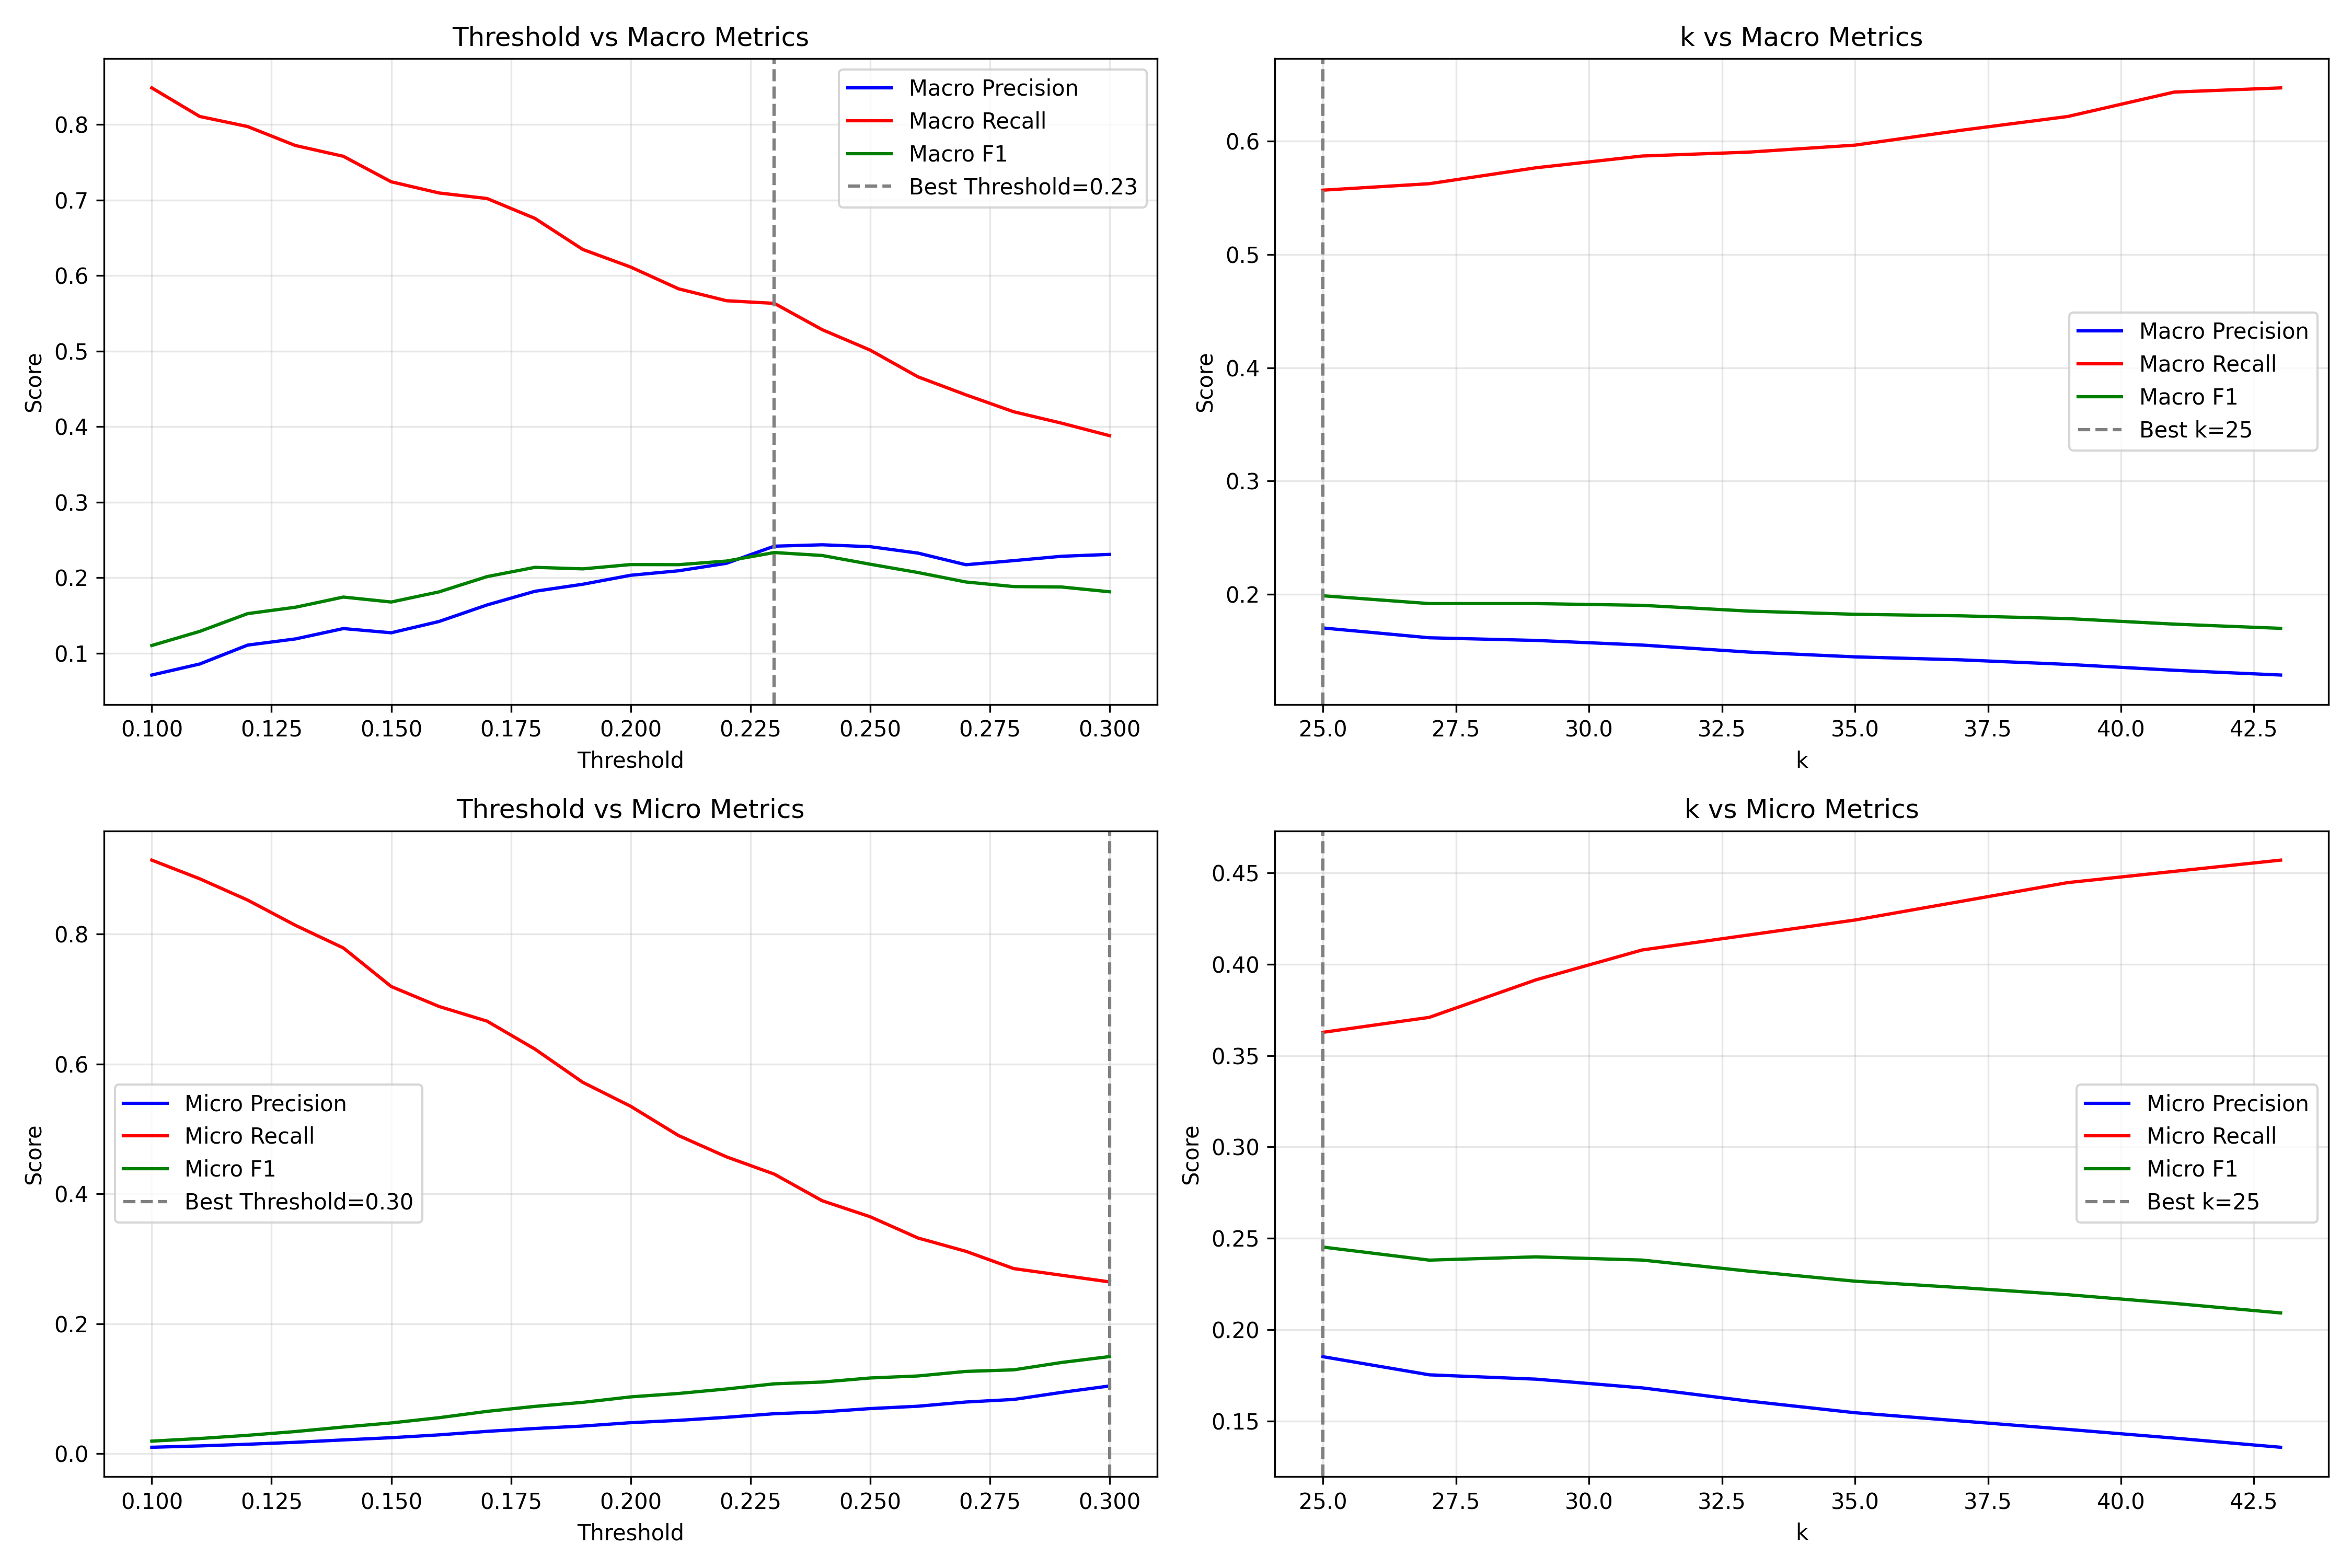 Threshold vs Macro Metrics
Score
0.8
0.7
0.6
0.5
0.4
0.3
0.2
0.1
Macro Precision
Macro Recall
Macro F1
Best Threshold=0.23
0.100 0.125 0.150 0.175 0.200 0.225 0.250 0.275 0.300
Threshold
k vs Macro Metrics
Score
0.6
0.5
0.4
0.3
0.2
Macro Precision
Macro Recall
Macro F1
Best k=25
25.0 27.5 30.0 32.5 35.0 37.5 40.0 42.5
k
Threshold vs Micro Metrics
Score
0.8
0.6
0.4
0.2
0.0
Micro Precision
Micro Recall
Micro F1
Best Threshold=0.30
0.100 0.125 0.150 0.175 0.200 0.225 0.250 0.275 0.300
Threshold
k vs Micro Metrics
Score
0.45
0.40
0.35
0.30
0.25
0.20
0.15
Micro Precision
Micro Recall
Micro F1
Best k=25
25.0 27.5 30.0 32.5 35.0 37.5 40.0 42.5
k